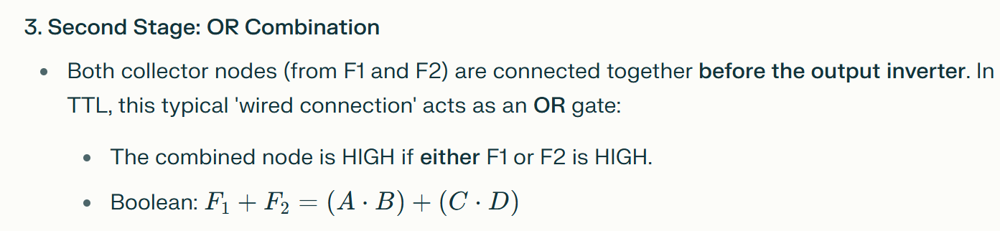 3. Second Stage: OR Combination
• Both collector nodes (from F1 and F2) are connected together before the output inverter. In
TTL, this typical 'wired connection' acts as an OR gate:
• The combined node is HIGH if either F1 or F2 is HIGH.
• Boolean: F₁ + F₂ = (A · B) + (C · D)